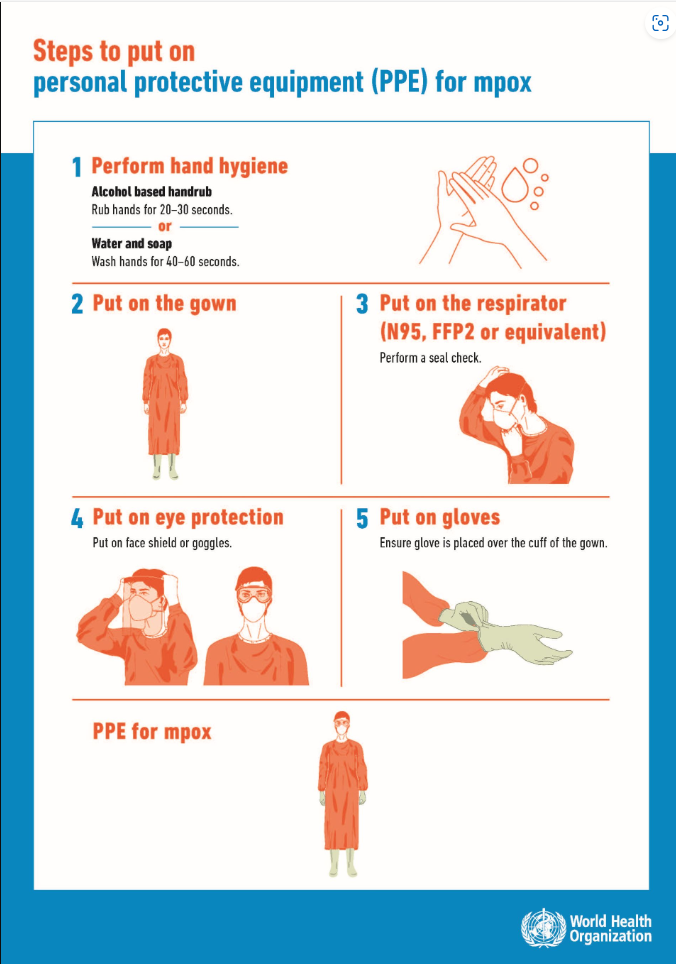 Steps to put on
personal protective equipment (PPE) for mpox
1 Perform hand hygiene
Alcohol based handrub
Rub hands for 20–30 seconds.
or
Water and soap
Wash hands for 40–60 seconds.
2 Put on the gown
3 Put on the respirator
(N95, FFP2 or equivalent)
Perform a seal check.
4 Put on eye protection
Put on face shield or goggles.
5 Put on gloves
Ensure glove is placed over the cuff of the gown.
PPE for mpox
World Health
Organization